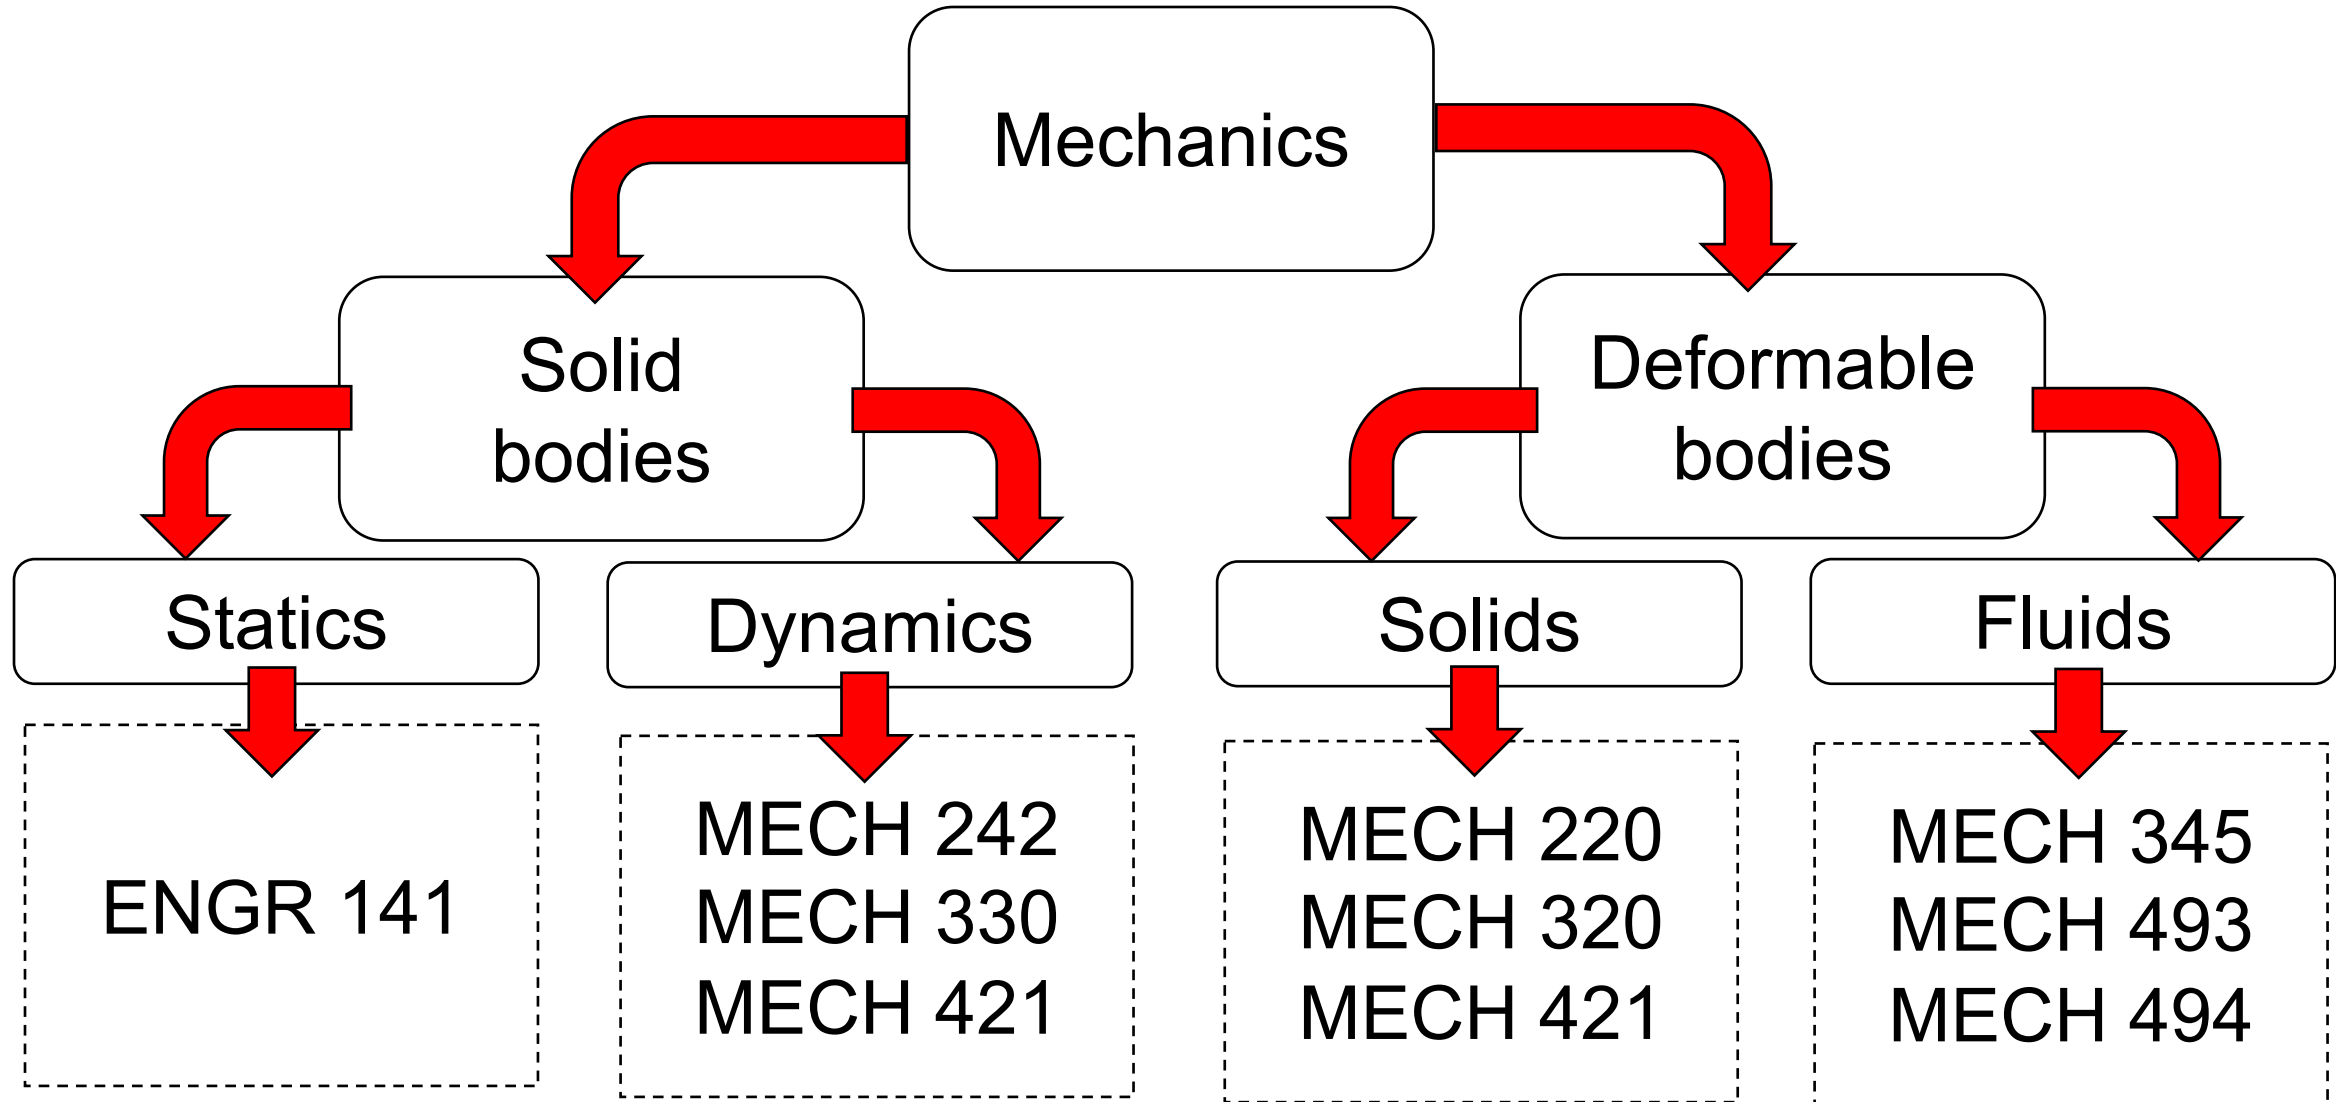 Mechanics
Solid
bodies
Deformable
bodies
Statics
Dynamics
Solids
Fluids
ENGR 141
MECH 242
MECH 330
MECH 421
MECH 220
MECH 320
MECH 421
MECH 345
MECH 493
MECH 494